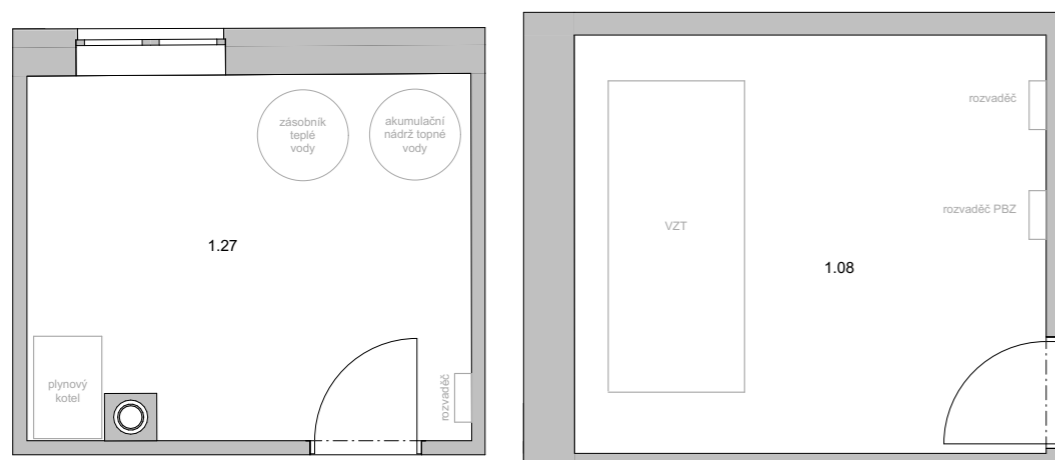 zásobník
teplé
vody
akumulační
nádrž topné
vody
1.27
plynový
kotel
rozvaděč
rozvaděč
rozvaděč PBZ
VZT
1.08